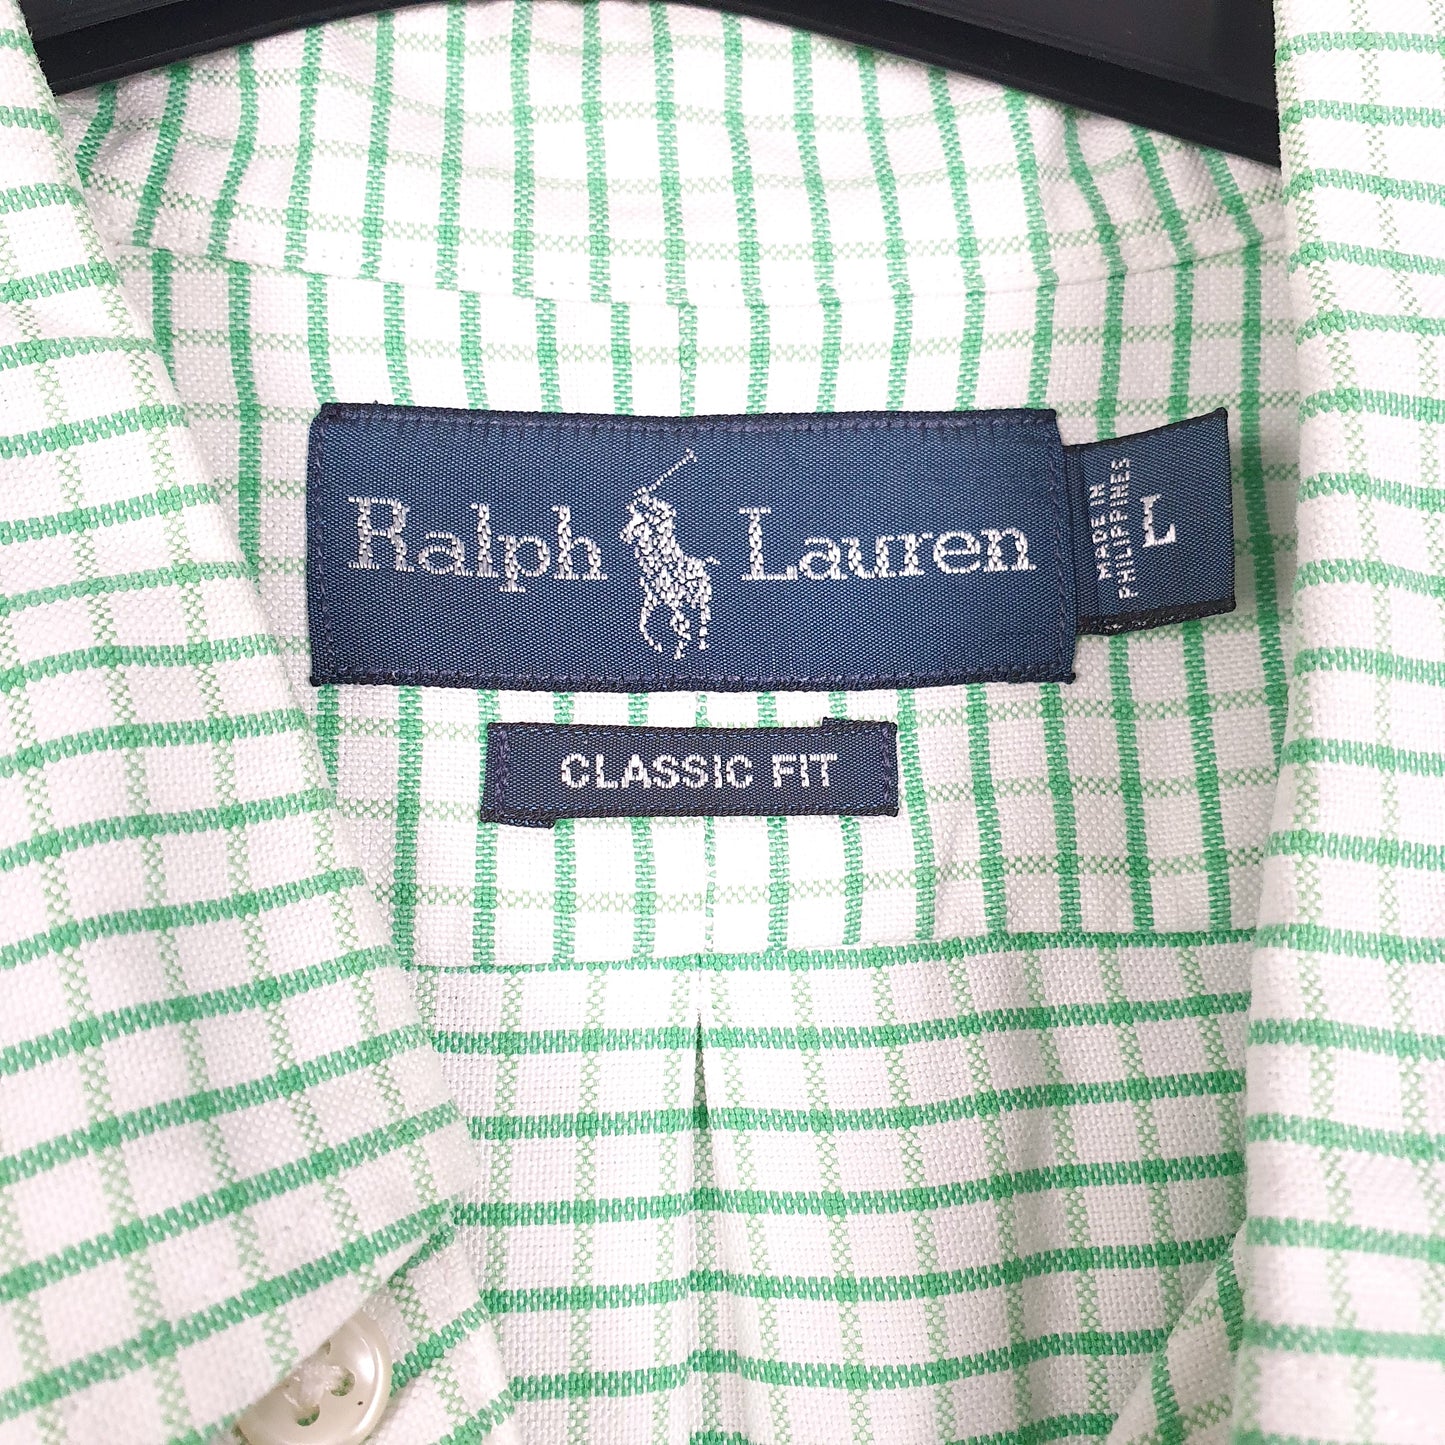 Ralph Lauren
MADE IN
PHILIPPINES
L
CLASSIC FIT